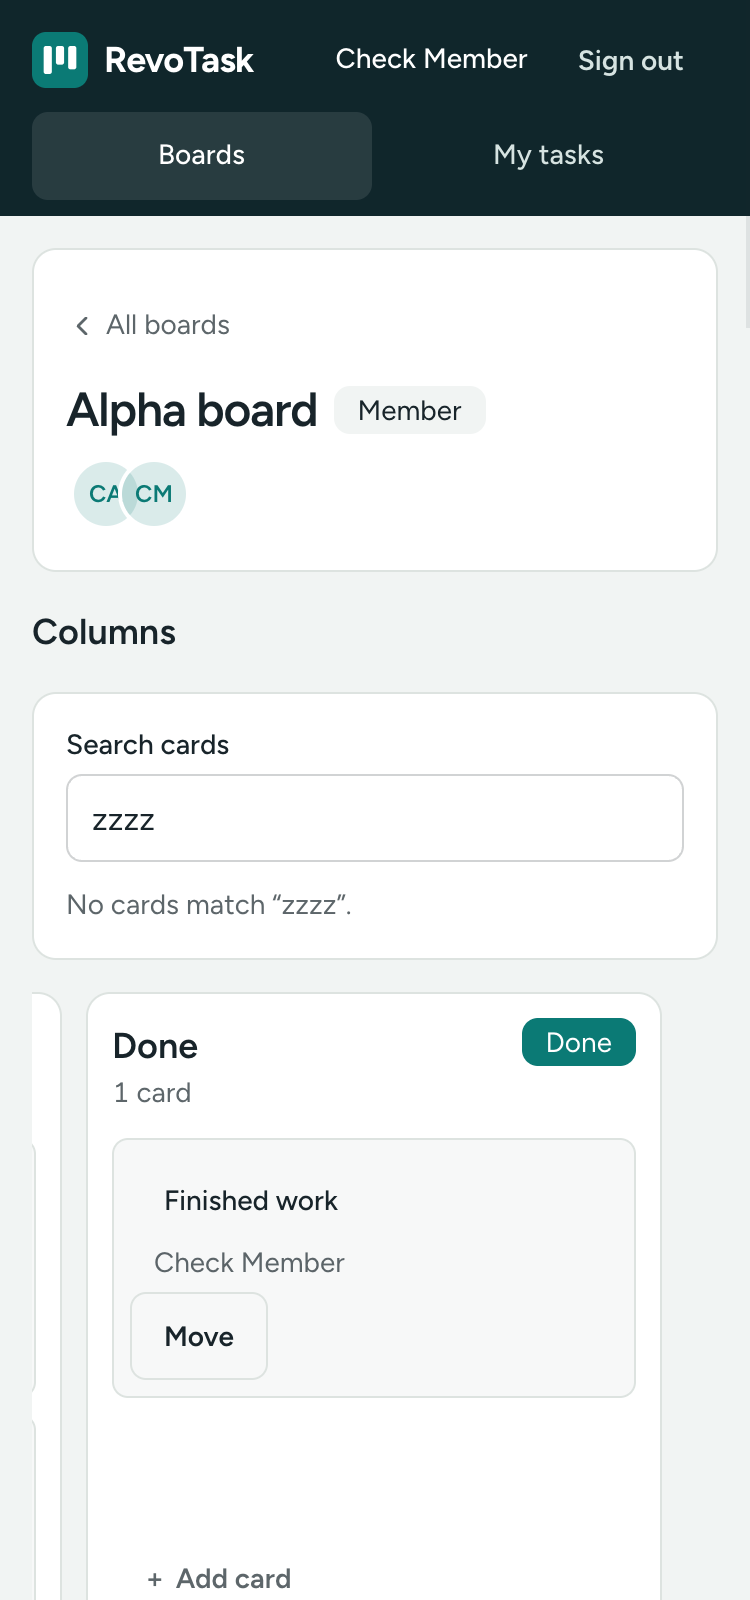 RevoTask
Check Member
Sign out
Boards
My tasks
All boards
Alpha board
Member
CA CM
Columns
Search cards
zzzz
No cards match “zzzz”.
Done
Done
1 card
Finished work
Check Member
Move
+ Add card